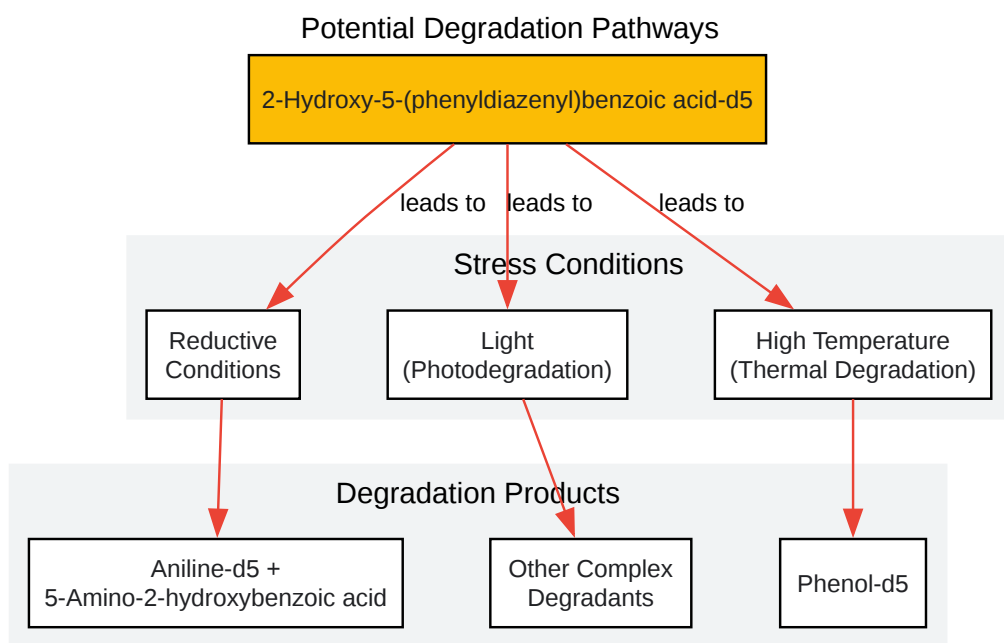 Potential Degradation Pathways
2-Hydroxy-5-(phenyldiazenyl)benzoic acid-d5
leads to
leads to
leads to
Stress Conditions
Reductive
Conditions
Light
(Photodegradation)
High Temperature
(Thermal Degradation)
Degradation Products
Aniline-d5 +
5-Amino-2-hydroxybenzoic acid
Other Complex
Degradants
Phenol-d5